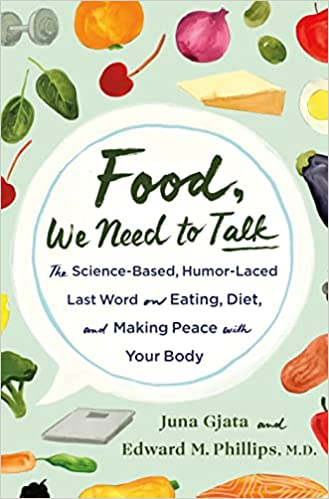 Food,
We Need to Talk
The Science-Based, Humor-Laced
Last Word on Eating, Diet,
and Making Peace with
Your Body
Juna Gjata and
Edward M. Phillips, M.D.